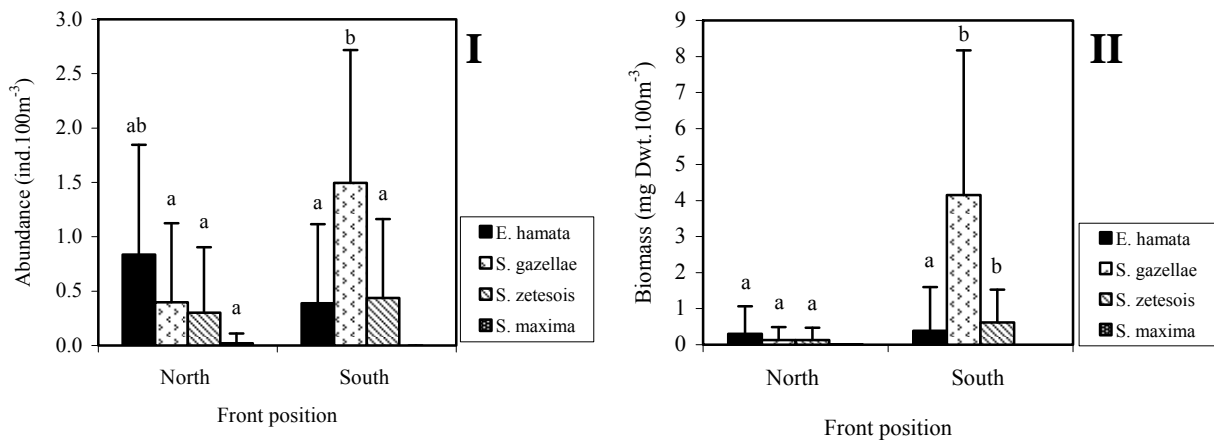 I
Abundance (ind.100m⁻³)
3.0
2.5
2.0
1.5
1.0
0.5
0.0
ab
a
a
a
a
b
a
North
South
Front position
E. hamata
S. gazellae
S. zetesois
S. maxima
II
Biomass (mg Dwt.100m⁻³)
9
8
7
6
5
4
3
2
1
0
a
a
a
a
b
b
North
South
Front position
E. hamata
S. gazellae
S. zetesois
S. maxima